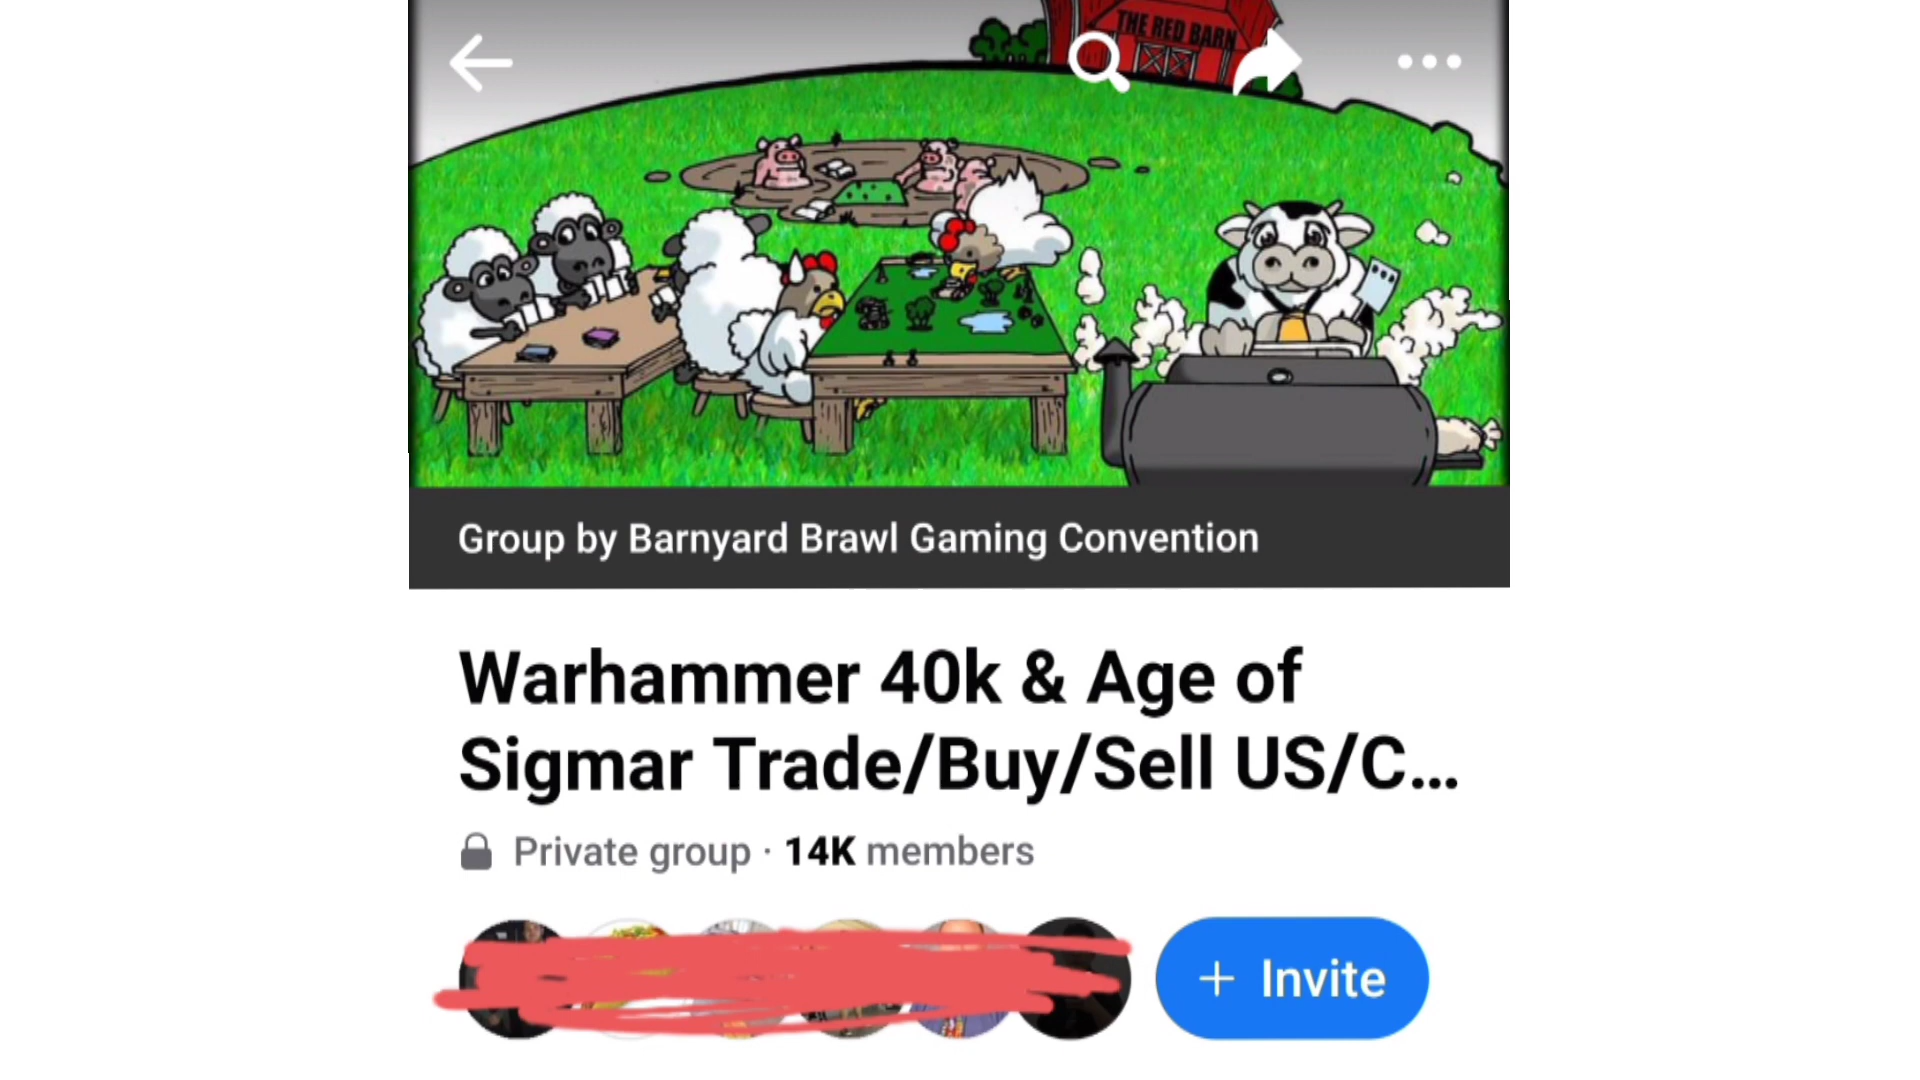 THE RED BARN
Group by Barnyard Brawl Gaming Convention
Warhammer 40k & Age of
Sigmar Trade/Buy/Sell US/C...
Private group · 14K members
+ Invite